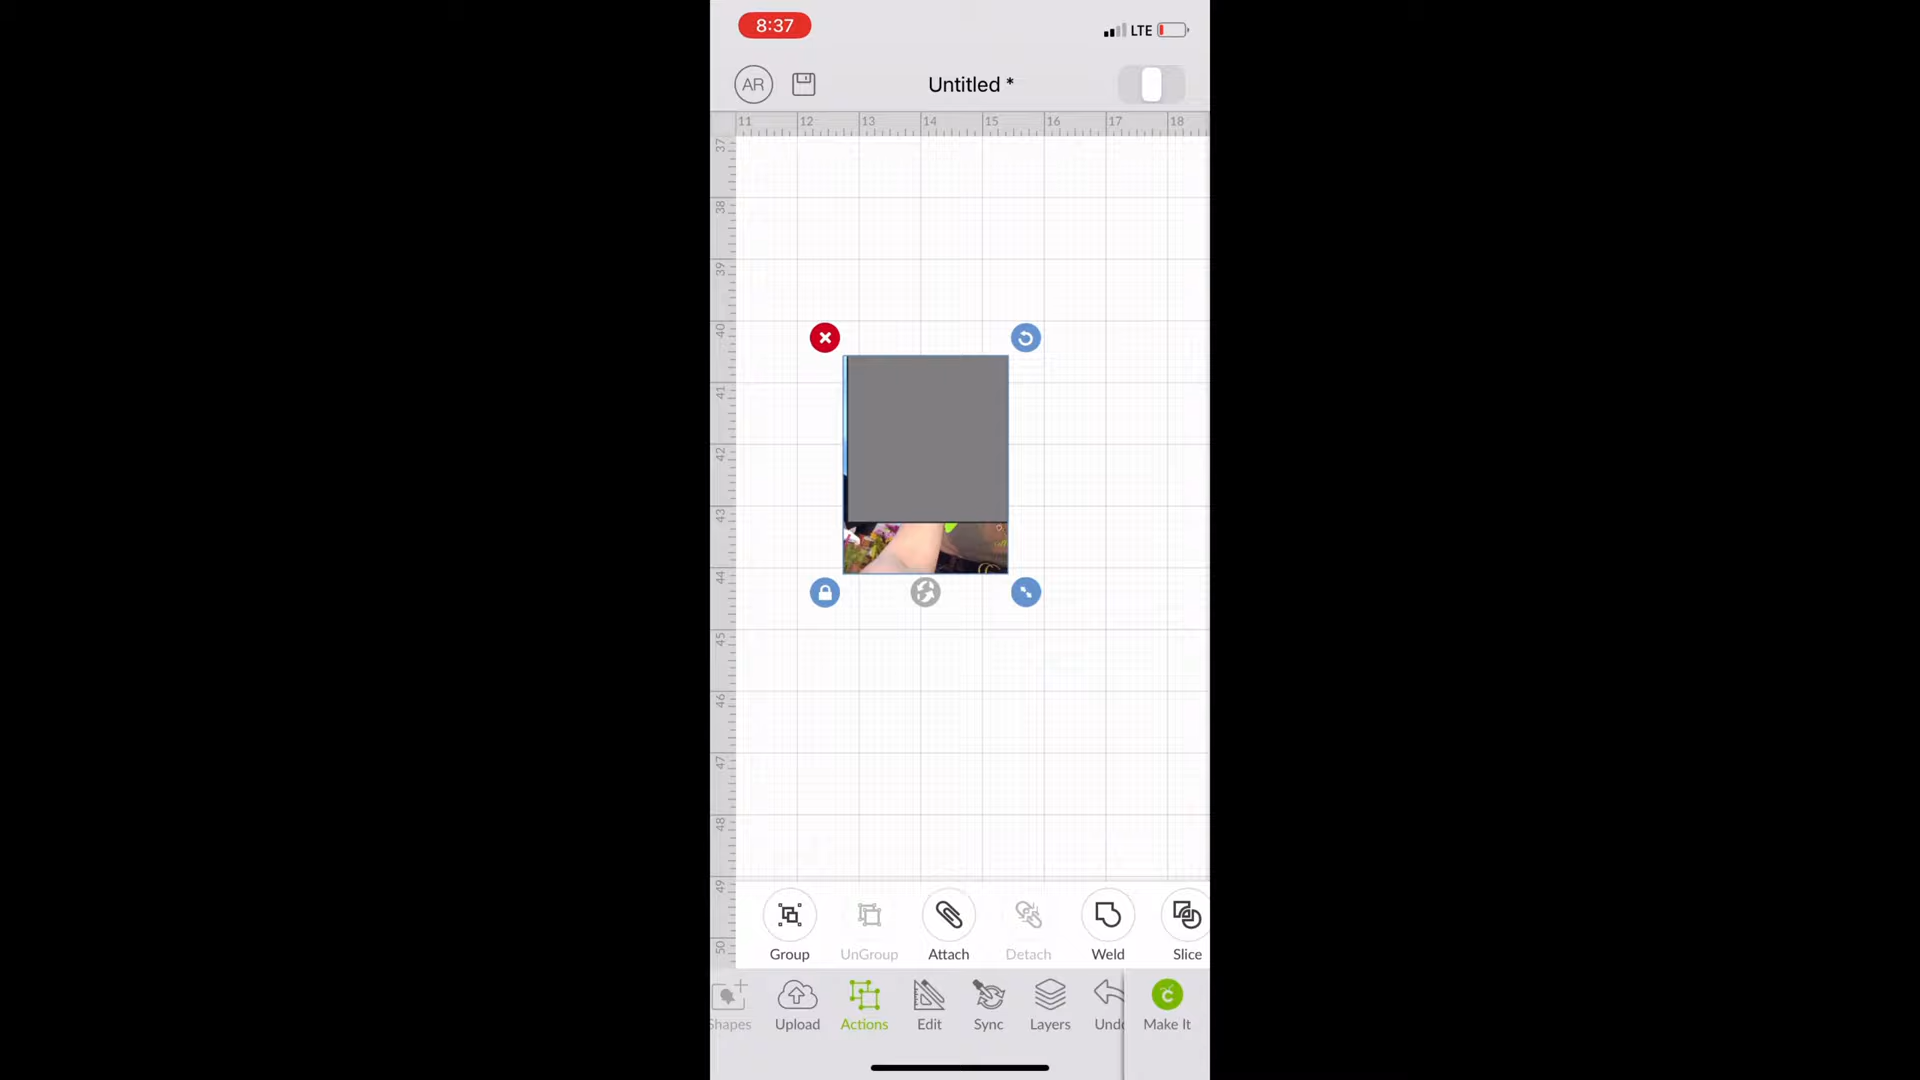 8:37
LTE
AR
Untitled *
11 12 13 14 15 16 17 18
37
38
39
40
41
42
43
44
45
46
47
48
49
50
Group UnGroup Attach Detach Weld Slice
Shapes Upload Actions Edit Sync Layers Undo Make It